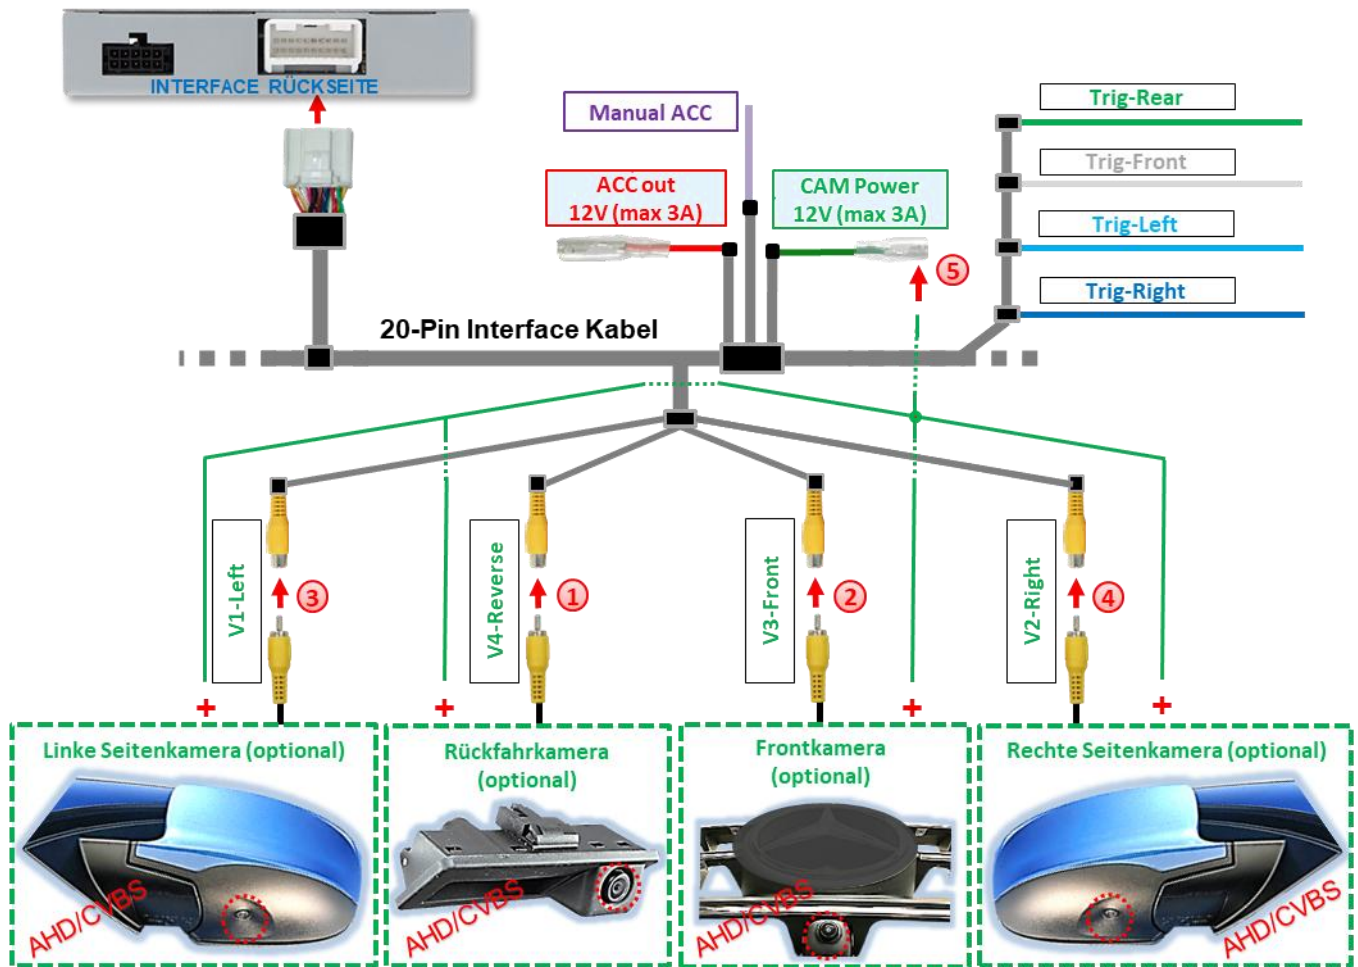 INTERFACE RÜCKSEITE
Manual ACC
ACC out
12V (max 3A)
CAM Power
12V (max 3A)
5
Trig-Rear
Trig-Front
Trig-Left
Trig-Right
20-Pin Interface Kabel
V1-Left
3
V4-Reverse
1
V3-Front
2
V2-Right
4
+
+
+
+
Linke Seitenkamera (optional)
AHD/CVBS
Rückfahrkamera
(optional)
AHD/CVBS
Frontkamera
(optional)
AHD/CVBS
Rechte Seitenkamera (optional)
AHD/CVBS